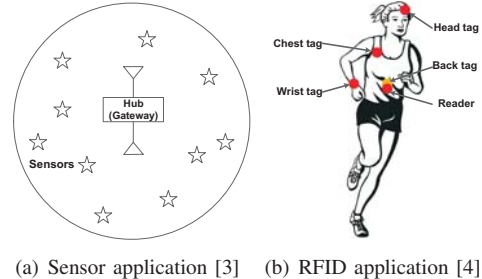 Hub
(Gateway)
Sensors
Head tag
Chest tag
Back tag
Wrist tag
Reader
(a) Sensor application [3]
(b) RFID application [4]